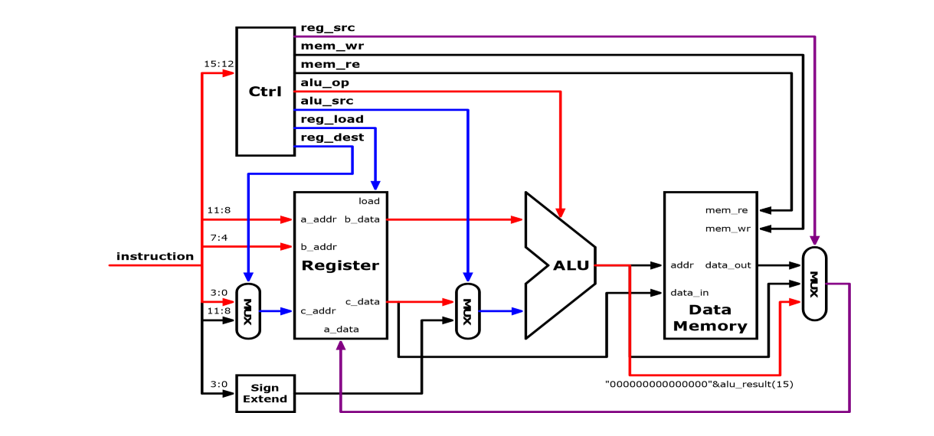 reg_src
mem_wr
mem_re
alu_op
alu_src
reg_load
reg_dest
15:12
Ctrl
load
11:8
a_addr b_data
7:4
b_addr
instruction
Register
3:0
11:8
MUX
c_data
c_addr
a_data
MUX
ALU
mem_re
mem_wr
addr data_out
data_in
Data
Memory
MUX
3:0
Sign
Extend
"000000000000000"&alu_result(15)